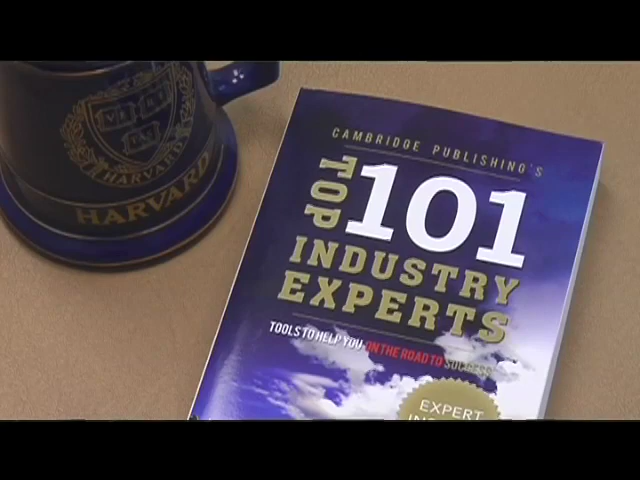 VE RI
TAS
HARVARD
HARVARD
CAMBRIDGE PUBLISHING'S
TOP
101
INDUSTRY
EXPERTS
TOOLS TO HELP YOU ON THE ROAD TO SUCCESS
EXPERT